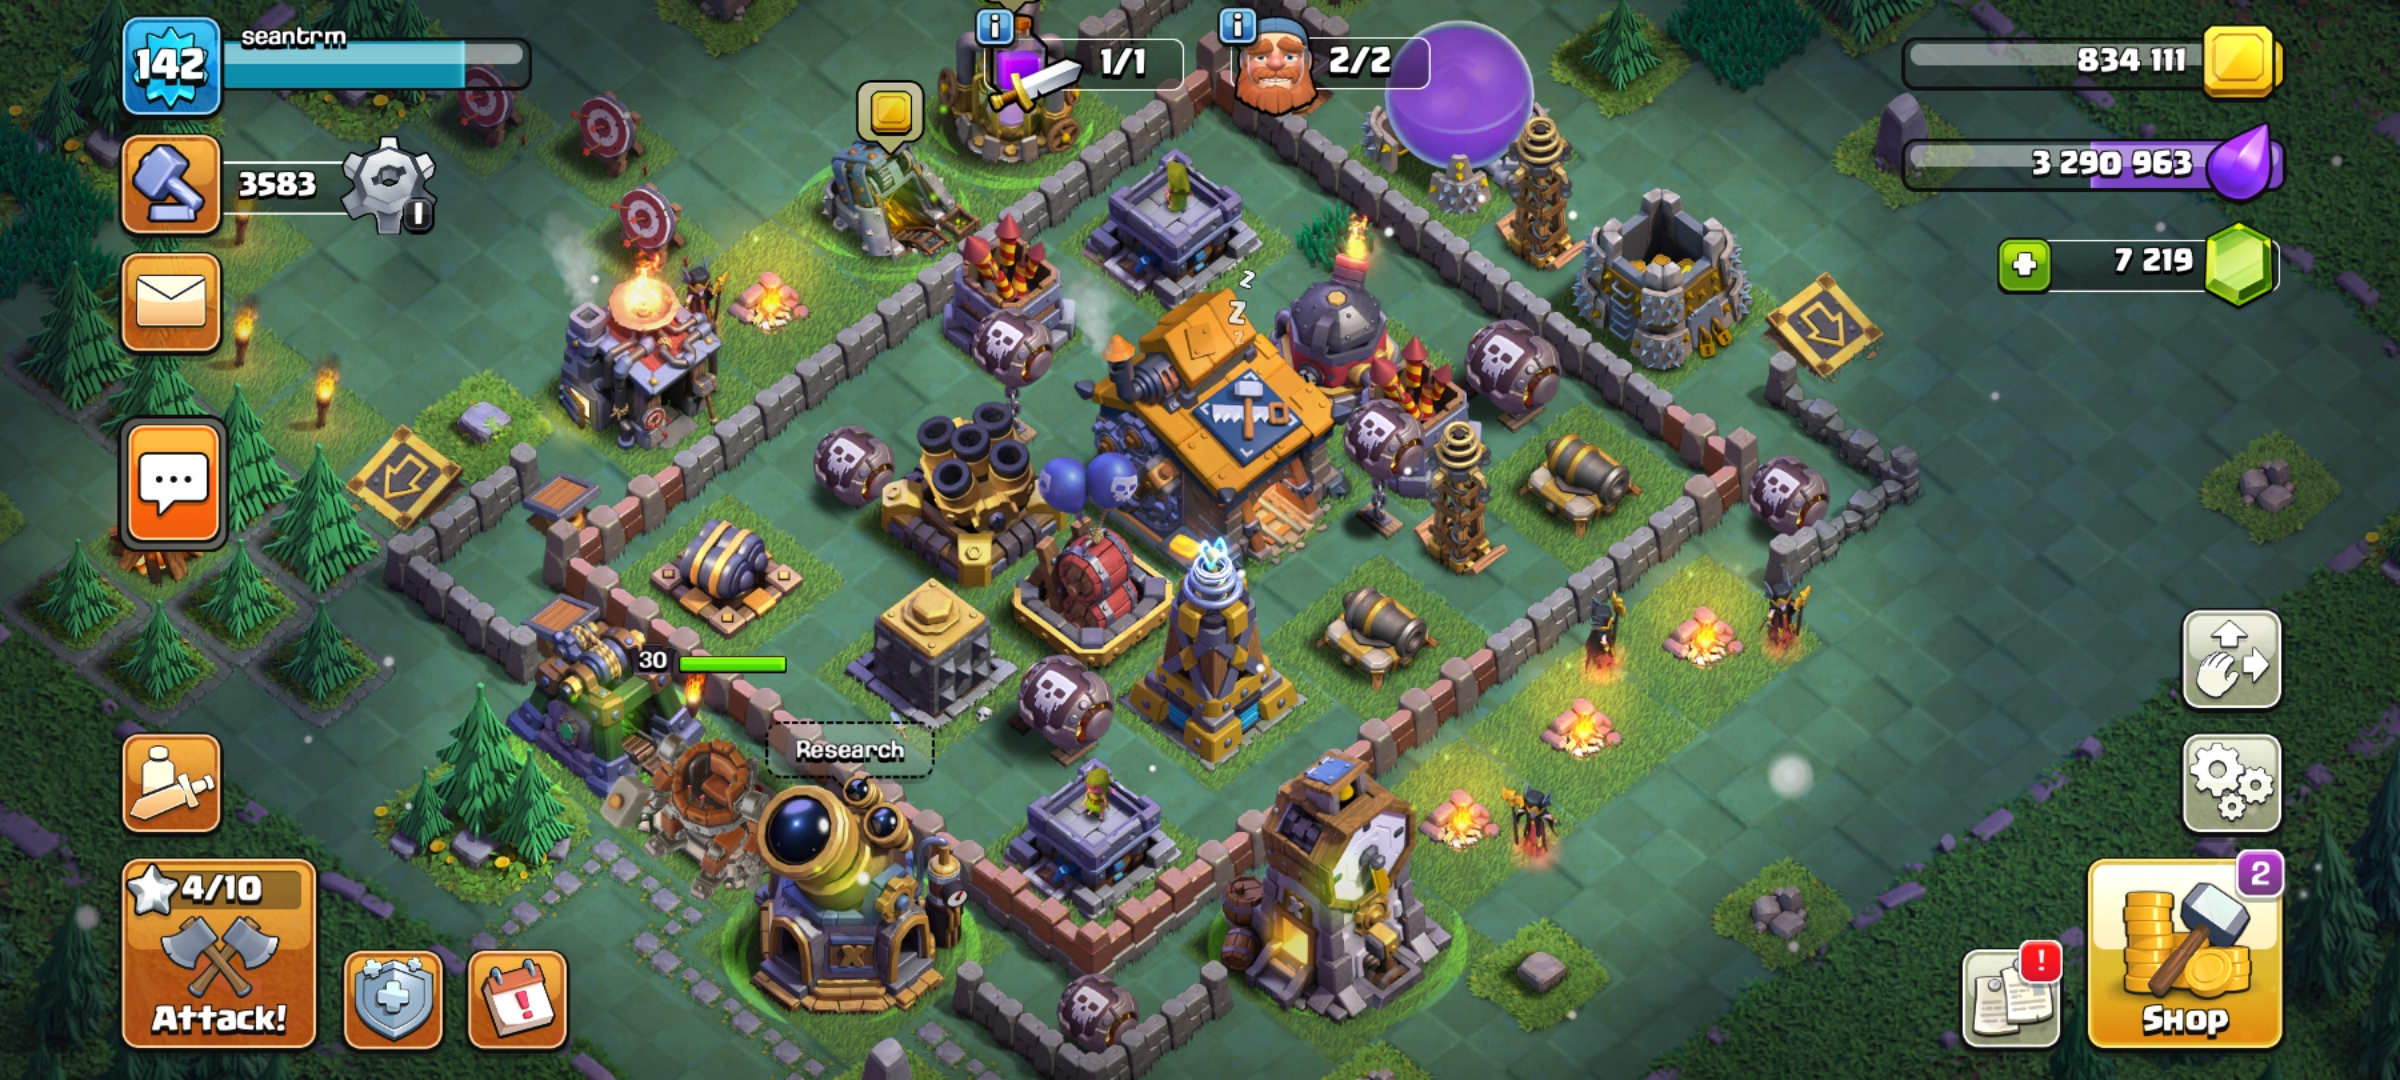 142
seantrm
1/1
2/2
834 111
3583
I
3 290 963
7 219
z
Z
z
30
Research
4/10
Attack!
!
!
2
Shop